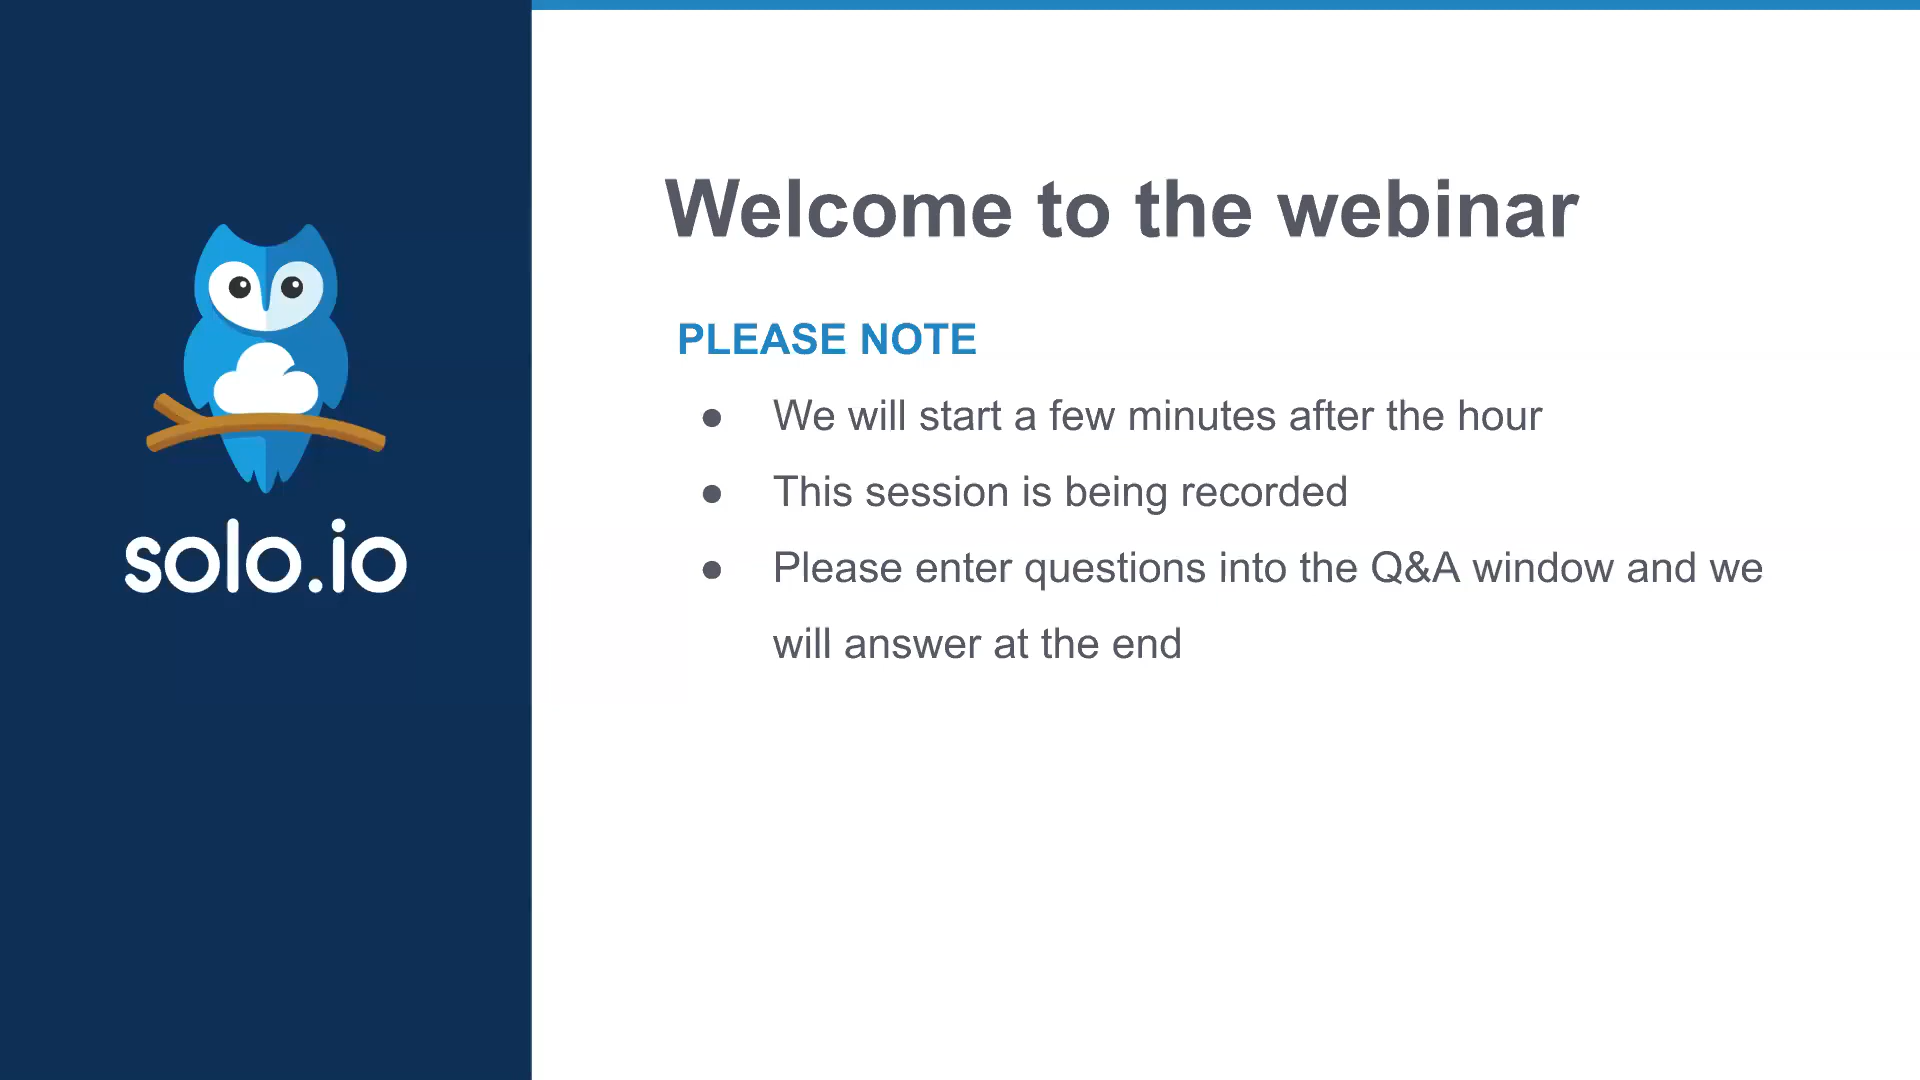 solo.io
Welcome to the webinar
PLEASE NOTE
● We will start a few minutes after the hour
● This session is being recorded
● Please enter questions into the Q&A window and we
will answer at the end